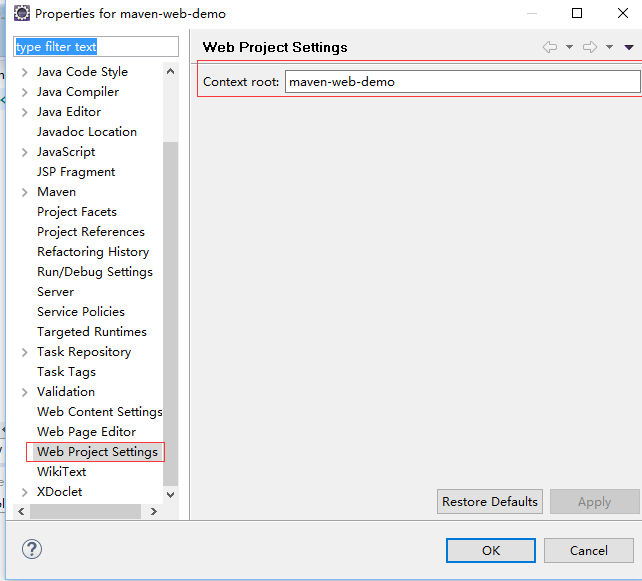 Properties for maven-web-demo
type filter text
Java Code Style
Java Compiler
Java Editor
Javadoc Location
JavaScript
JSP Fragment
Maven
Project Facets
Project References
Refactoring History
Run/Debug Settings
Server
Service Policies
Targeted Runtimes
Task Repository
Task Tags
Validation
Web Content Settings
Web Page Editor
Web Project Settings
WikiText
XDoclet
Web Project Settings
Context root: maven-web-demo
Restore Defaults
Apply
?
OK
Cancel